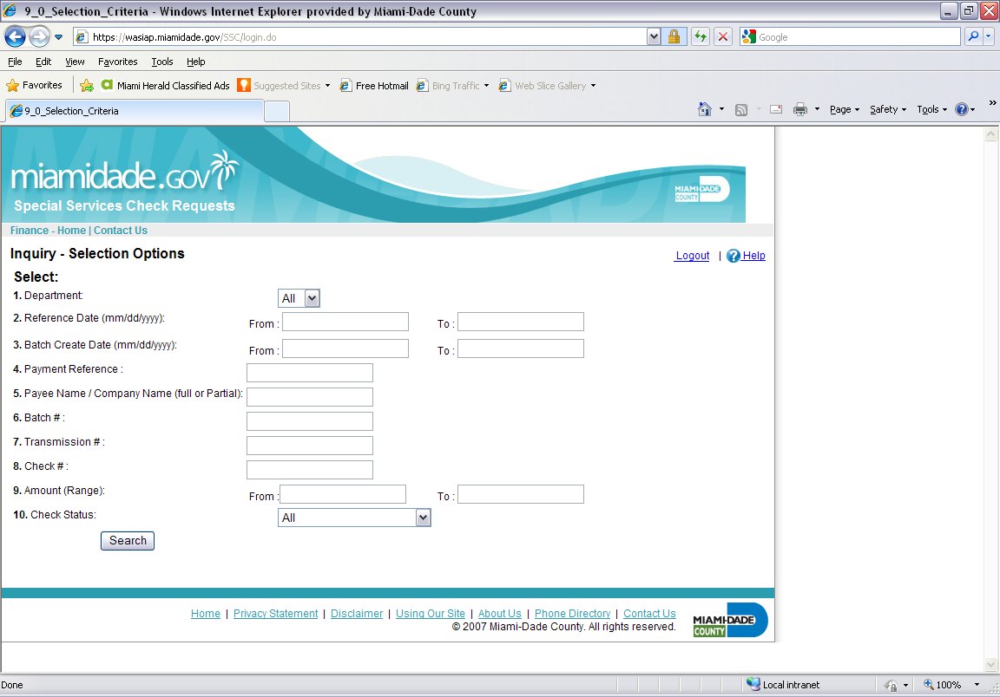 9_0_Selection_Criteria - Windows Internet Explorer provided by Miami-Dade County
https://wasiap.miamidade.gov/SSC/login.do
Google
File Edit View Favorites Tools Help
Favorites Miami Herald Classified Ads Suggested Sites Free Hotmail Bing Traffic Web Slice Gallery
9_0_Selection_Criteria
Page Safety Tools
miamidade.gov
Special Services Check Requests
MIAMI-DADE
COUNTY
Finance - Home | Contact Us
Inquiry - Selection Options
Logout | Help
Select:
1. Department: All
2. Reference Date (mm/dd/yyyy): From : To :
3. Batch Create Date (mm/dd/yyyy): From : To :
4. Payment Reference :
5. Payee Name / Company Name (full or Partial):
6. Batch # :
7. Transmission # :
8. Check # :
9. Amount (Range): From : To :
10. Check Status: All
Search
Home | Privacy Statement | Disclaimer | Using Our Site | About Us | Phone Directory | Contact Us
© 2007 Miami-Dade County. All rights reserved.
MIAMI-DADE
COUNTY
Done Local intranet 100%